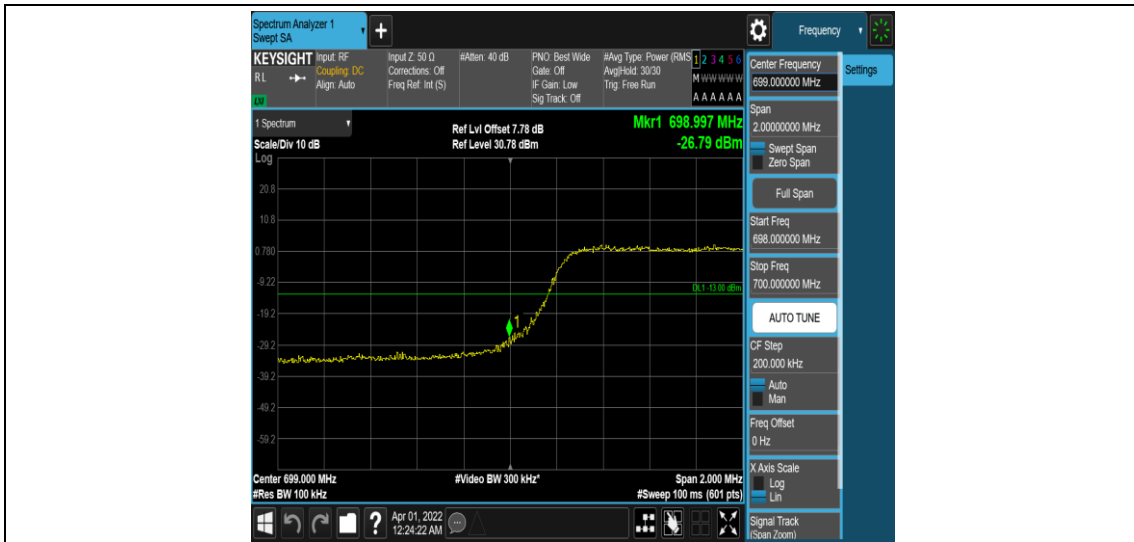 Spectrum Analyzer 1
Swept SA
Frequency
KEYSIGHT
R L
LXI
Input: RF
Coupling: DC
Align: Auto
Input Z: 50 Ω
Corrections: Off
Freq Ref: Int (S)
#Atten: 40 dB
PNO: Best Wide
Gate: Off
IF Gain: Low
Sig Track: Off
#Avg Type: Power (RMS
Avg|Hold: 30/30
Trig: Free Run
1 2 3 4 5 6
M W W W W W
A A A A A A
1 Spectrum
Scale/Div 10 dB
Log
Ref Lvl Offset 7.78 dB
Ref Level 30.78 dBm
Mkr1 698.997 MHz
-26.79 dBm
20.8
10.8
0.780
-9.22
-19.2
-29.2
-39.2
-49.2
-59.2
DL1 -13.00 dBm
1
Center 699.000 MHz
#Res BW 100 kHz
#Video BW 300 kHz*
Span 2.000 MHz
#Sweep 100 ms (601 pts)
Apr 01, 2022
12:24:22 AM
Center Frequency
699.000000 MHz
Settings
Span
2.00000000 MHz
Swept Span
Zero Span
Full Span
Start Freq
698.000000 MHz
Stop Freq
700.000000 MHz
AUTO TUNE
CF Step
200.000 kHz
Auto
Man
Freq Offset
0 Hz
X Axis Scale
Log
Lin
Signal Track
(Span Zoom)